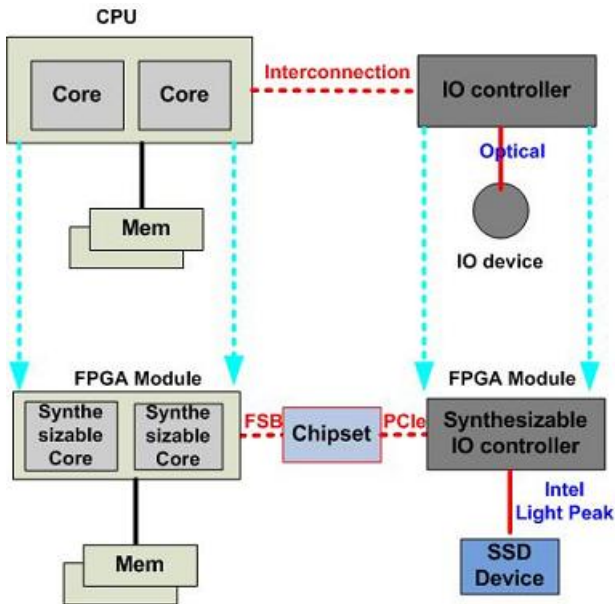 CPU
Core
Core
Interconnection
IO controller
Optical
Mem
IO device
FPGA Module
FPGA Module
Synthe
sizable
Core
Synthe
sizable
Core
FSB
Chipset
PCIe
Synthesizable
IO controller
Intel
Light Peak
Mem
SSD
Device